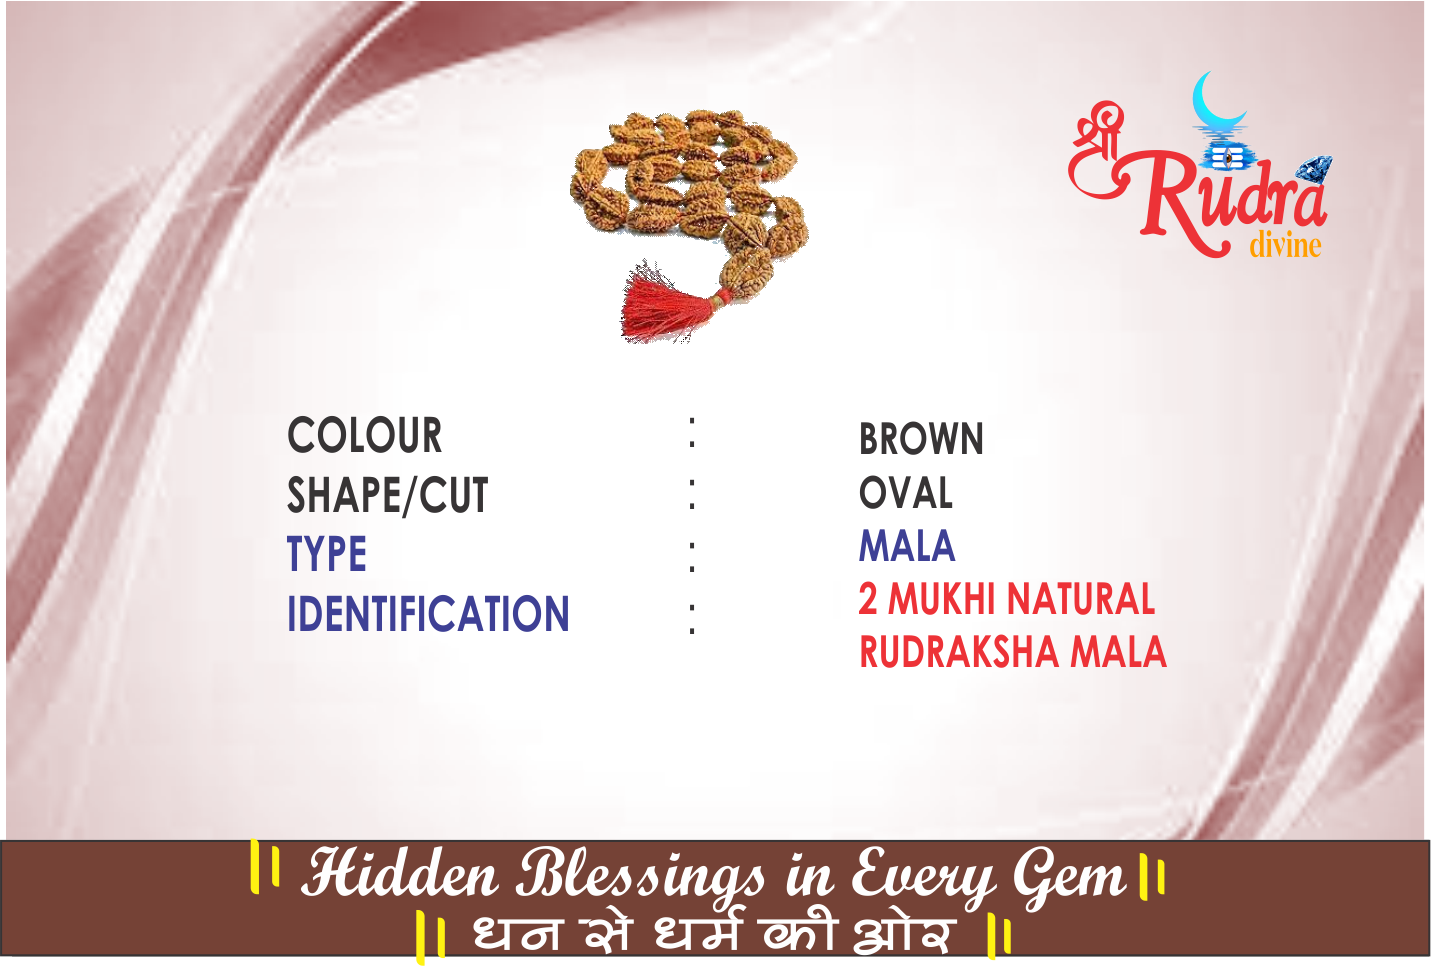 श्री Rudra
divine
COLOUR : BROWN
SHAPE/CUT : OVAL
TYPE : MALA
IDENTIFICATION : 2 MUKHI NATURAL
RUDRAKSHA MALA
|| Hidden Blessings in Every Gem ||
|| धन से धर्म की ओर ||